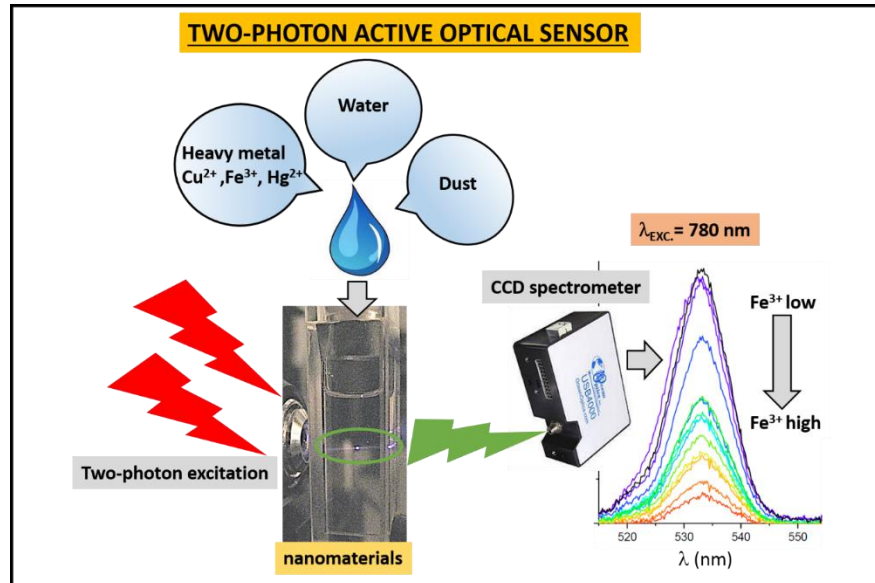 TWO-PHOTON ACTIVE OPTICAL SENSOR
Water
Heavy metal
Cu²⁺ ,Fe³⁺, Hg²⁺
Dust
λEXC.= 780 nm
CCD spectrometer
Fe³⁺ low
USB4000
Fe³⁺ high
Two-photon excitation
nanomaterials
520 530 540 550
λ (nm)